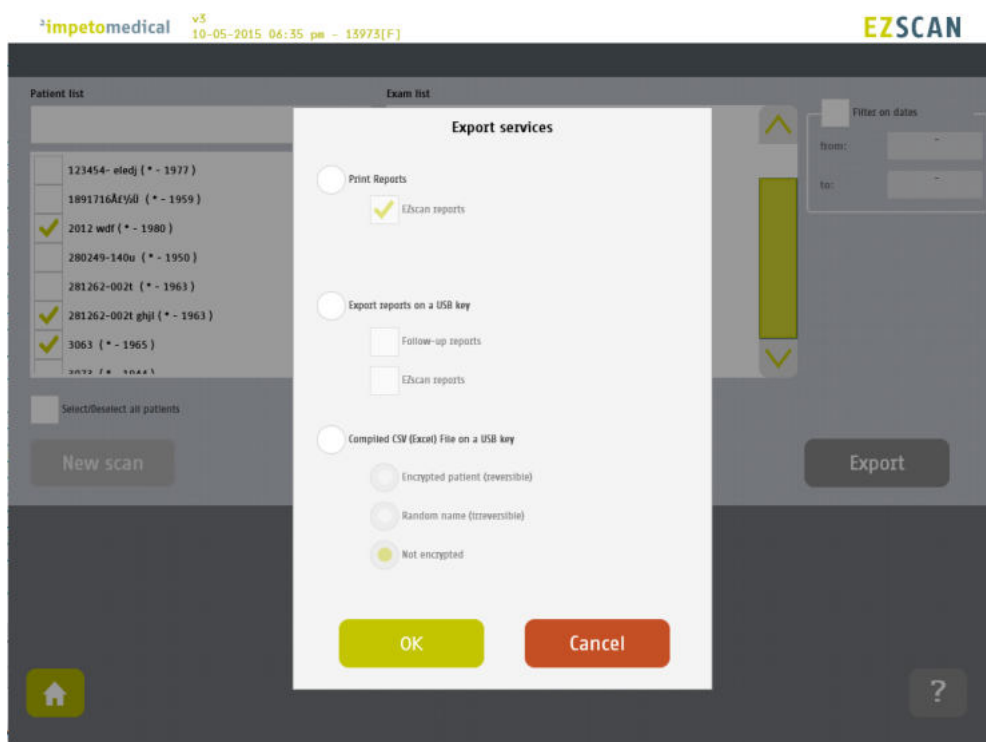 impetomedical
v3
10-05-2015 06:35 pm - 13973[F]
EZSCAN
Patient list
Exam list
Filter on dates
from: -
to: -
123454- eledj ( * - 1977 )
1891716Å£½Ü ( * - 1959 )
2012 wdf ( * - 1980 )
280249-140u ( * - 1950 )
281262-002t ( * - 1963 )
281262-002t ghjl ( * - 1963 )
3063 ( * - 1965 )
Select/Deselect all patients
New scan
Export
Export services
Print Reports
EZscan reports
Export reports on a USB key
Follow-up reports
EZscan reports
Compiled CSV (Excel) File on a USB key
Encrypted patient (reversible)
Random name (irreversible)
Not encrypted
OK
Cancel
?